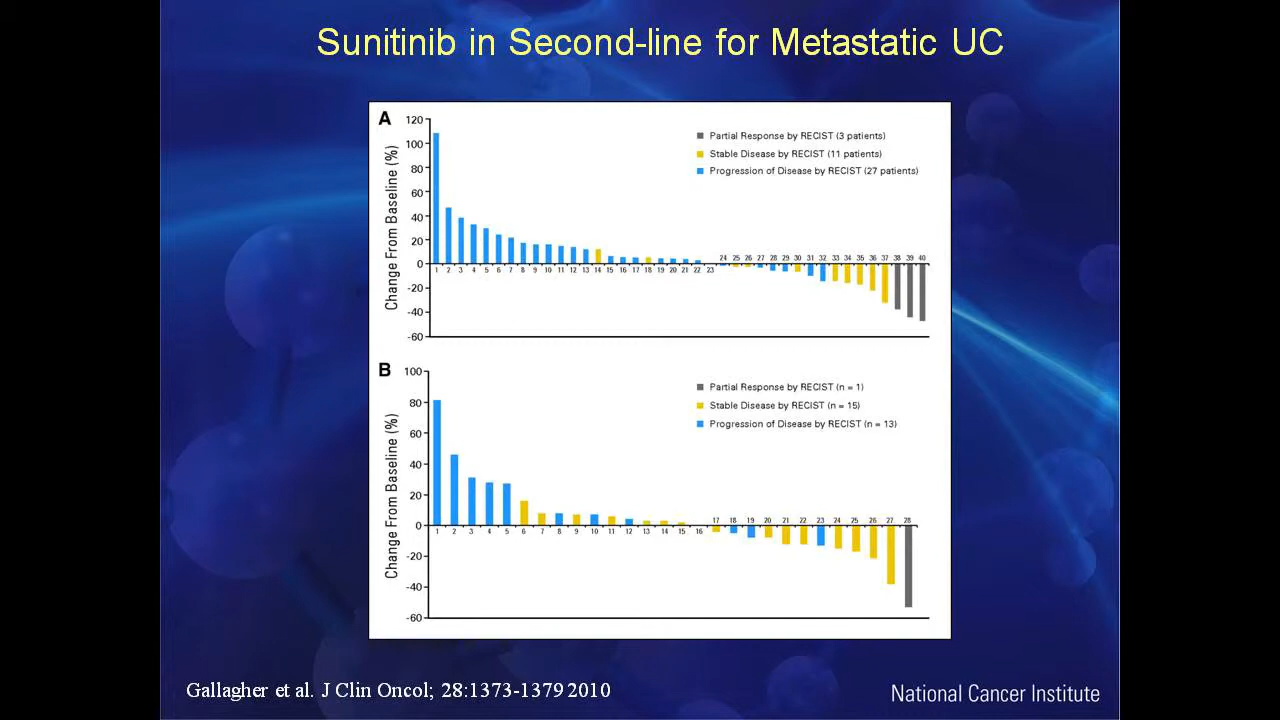 Sunitinib in Second-line for Metastatic UC
A
Change From Baseline (%)
120
100
80
60
40
20
0
-20
-40
-60
Partial Response by RECIST (3 patients)
Stable Disease by RECIST (11 patients)
Progression of Disease by RECIST (27 patients)
24 25 26 27 28 29 30 31 32 33 34 35 36 37 38 39 40
1 2 3 4 5 6 7 8 9 10 11 12 13 14 15 16 17 18 19 20 21 22 23
B
Change From Baseline (%)
100
80
60
40
20
0
-20
-40
-60
Partial Response by RECIST (n = 1)
Stable Disease by RECIST (n = 15)
Progression of Disease by RECIST (n = 13)
17 18 19 20 21 22 23 24 25 26 27 28
1 2 3 4 5 6 7 8 9 10 11 12 13 14 15 16
Gallagher et al. J Clin Oncol; 28:1373-1379 2010
National Cancer Institute